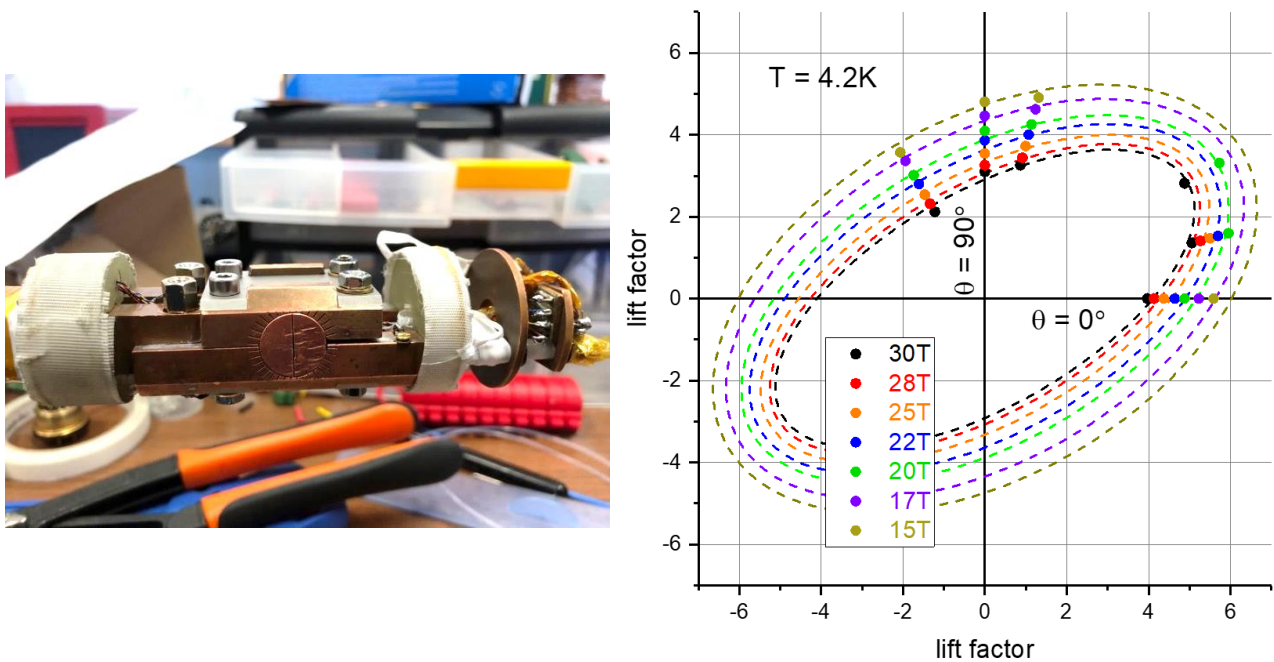 T = 4.2K
θ = 90°
θ = 0°
lift factor
6
4
2
0
-2
-4
-6
30T
28T
25T
22T
20T
17T
15T
-6
-4
-2
0
2
4
6
lift factor